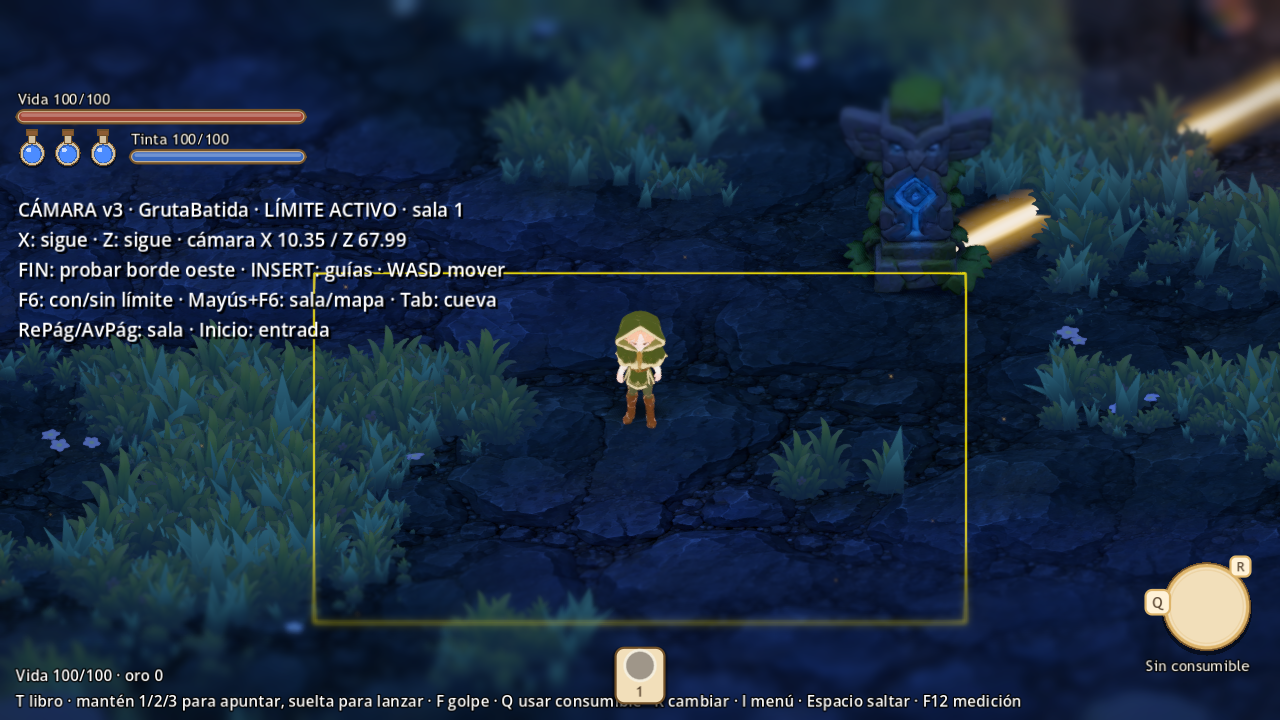 Vida 100/100
Tinta 100/100
CÁMARA v3 · GrutaBatida · LÍMITE ACTIVO · sala 1
X: sigue · Z: sigue · cámara X 10.35 / Z 67.99
FIN: probar borde oeste · INSERT: guías · WASD mover
F6: con/sin límite · Mayús+F6: sala/mapa · Tab: cueva
RePág/AvPág: sala · Inicio: entrada
R
Q
Sin consumible
1
Vida 100/100 · oro 0
T libro · mantén 1/2/3 para apuntar, suelta para lanzar · F golpe · Q usar cambiar · I menú · Espacio saltar · F12 medición